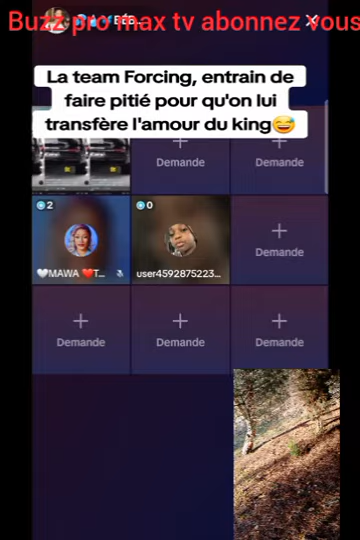 Buzz pro max tv abonnez vous
La team Forcing, entrain de
faire pitié pour qu'on lui
transfère l'amour du king😅
Demande
Demande
2
0
🤍MAWA ❤️T...
user4592875223...
Demande
Demande
Demande
Demande